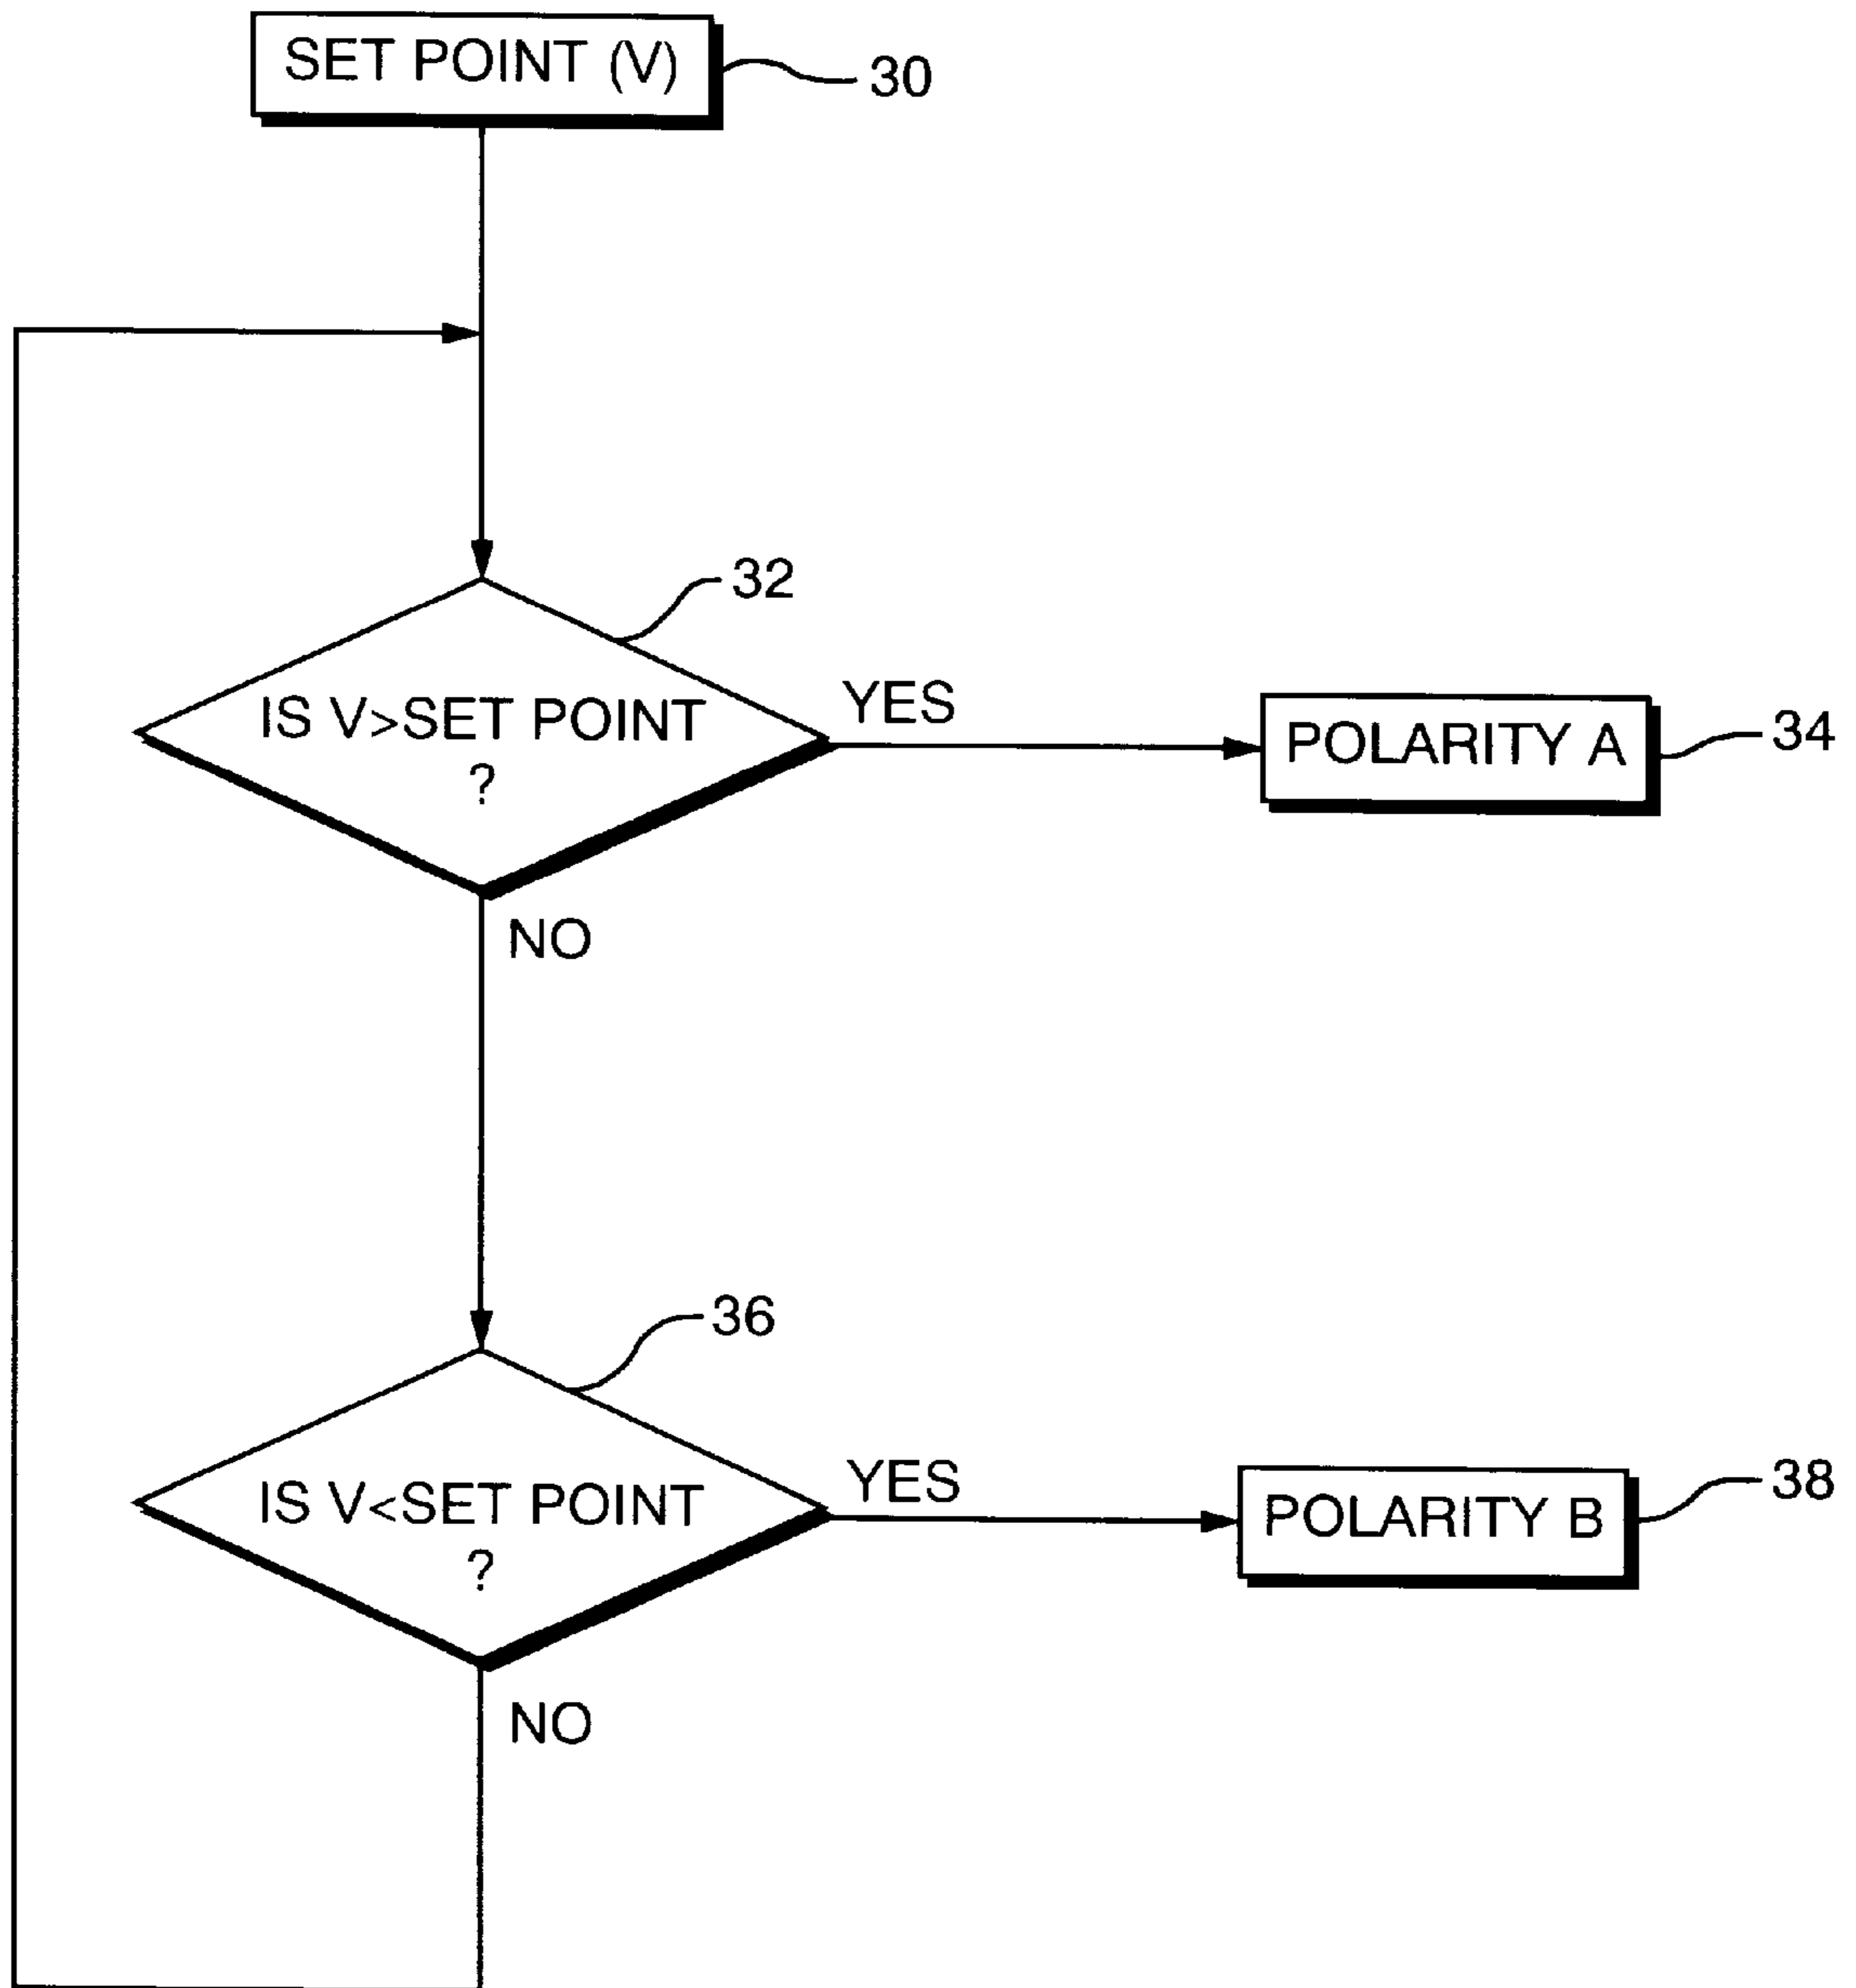 SET POINT (V)
30
32
IS V>SET POINT
?
YES
POLARITY A
34
NO
36
IS V<SET POINT
?
YES
POLARITY B
38
NO